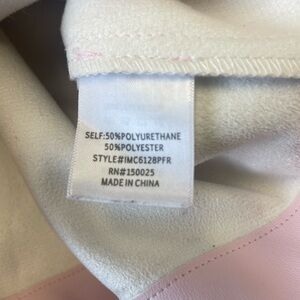 SELF:50%POLYURETHANE
50%POLYESTER
STYLE#IMC6128PFR
RN#150025
MADE IN CHINA